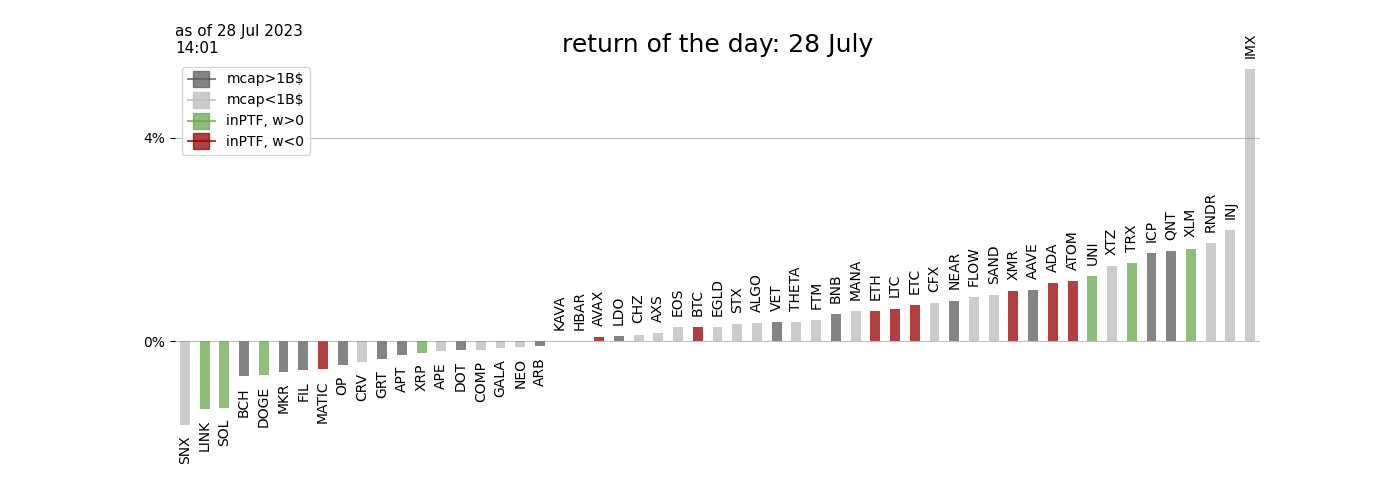 as of 28 Jul 2023
14:01
return of the day: 28 July
mcap>1B$
mcap<1B$
inPTF, w>0
inPTF, w<0
4%
0%
SNX
LINK
SOL
BCH
DOGE
MKR
FIL
MATIC
OP
CRV
GRT
APT
XRP
APE
DOT
COMP
GALA
NEO
ARB
KAVA
HBAR
AVAX
LDO
CHZ
AXS
EOS
BTC
EGLD
STX
ALGO
VET
THETA
FTM
BNB
MANA
ETH
LTC
ETC
CFX
NEAR
FLOW
SAND
XMR
AAVE
ADA
ATOM
UNI
XTZ
TRX
ICP
QNT
XLM
RNDR
INJ
IMX